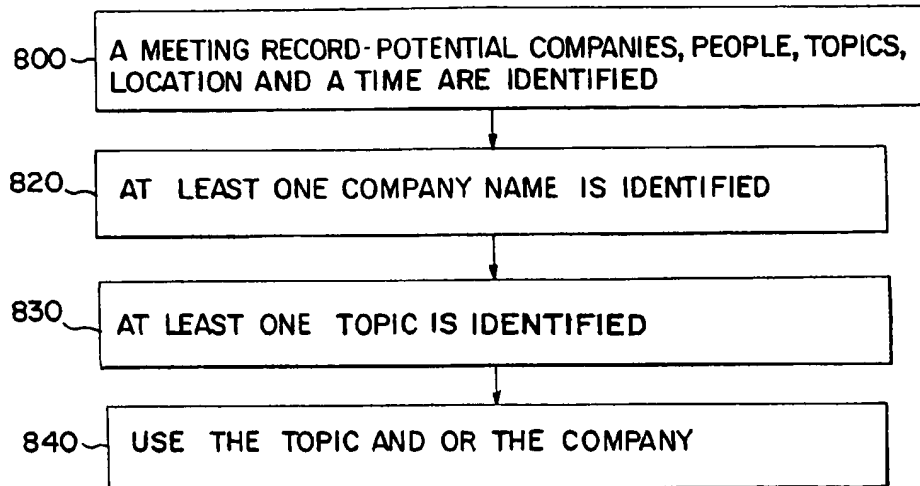 800
A MEETING RECORD-POTENTIAL COMPANIES, PEOPLE, TOPICS,
LOCATION AND A TIME ARE IDENTIFIED
820
AT LEAST ONE COMPANY NAME IS IDENTIFIED
830
AT LEAST ONE TOPIC IS IDENTIFIED
840
USE THE TOPIC AND OR THE COMPANY